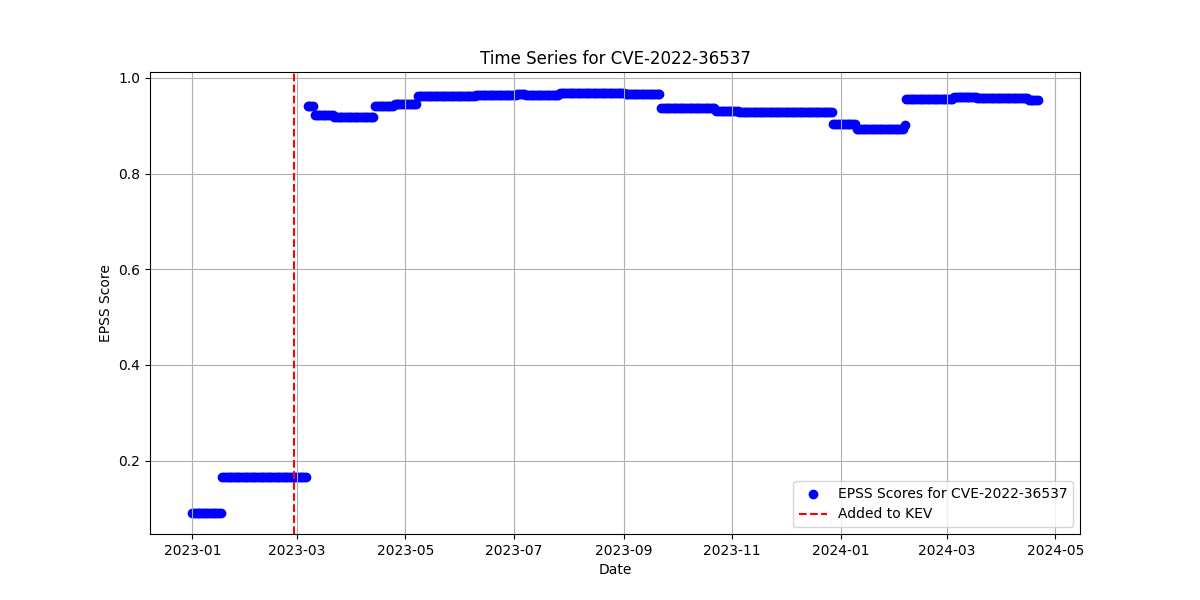 Time Series for CVE-2022-36537
EPSS Score
1.0
0.8
0.6
0.4
0.2
EPSS Scores for CVE-2022-36537
Added to KEV
2023-01 2023-03 2023-05 2023-07 2023-09 2023-11 2024-01 2024-03 2024-05
Date